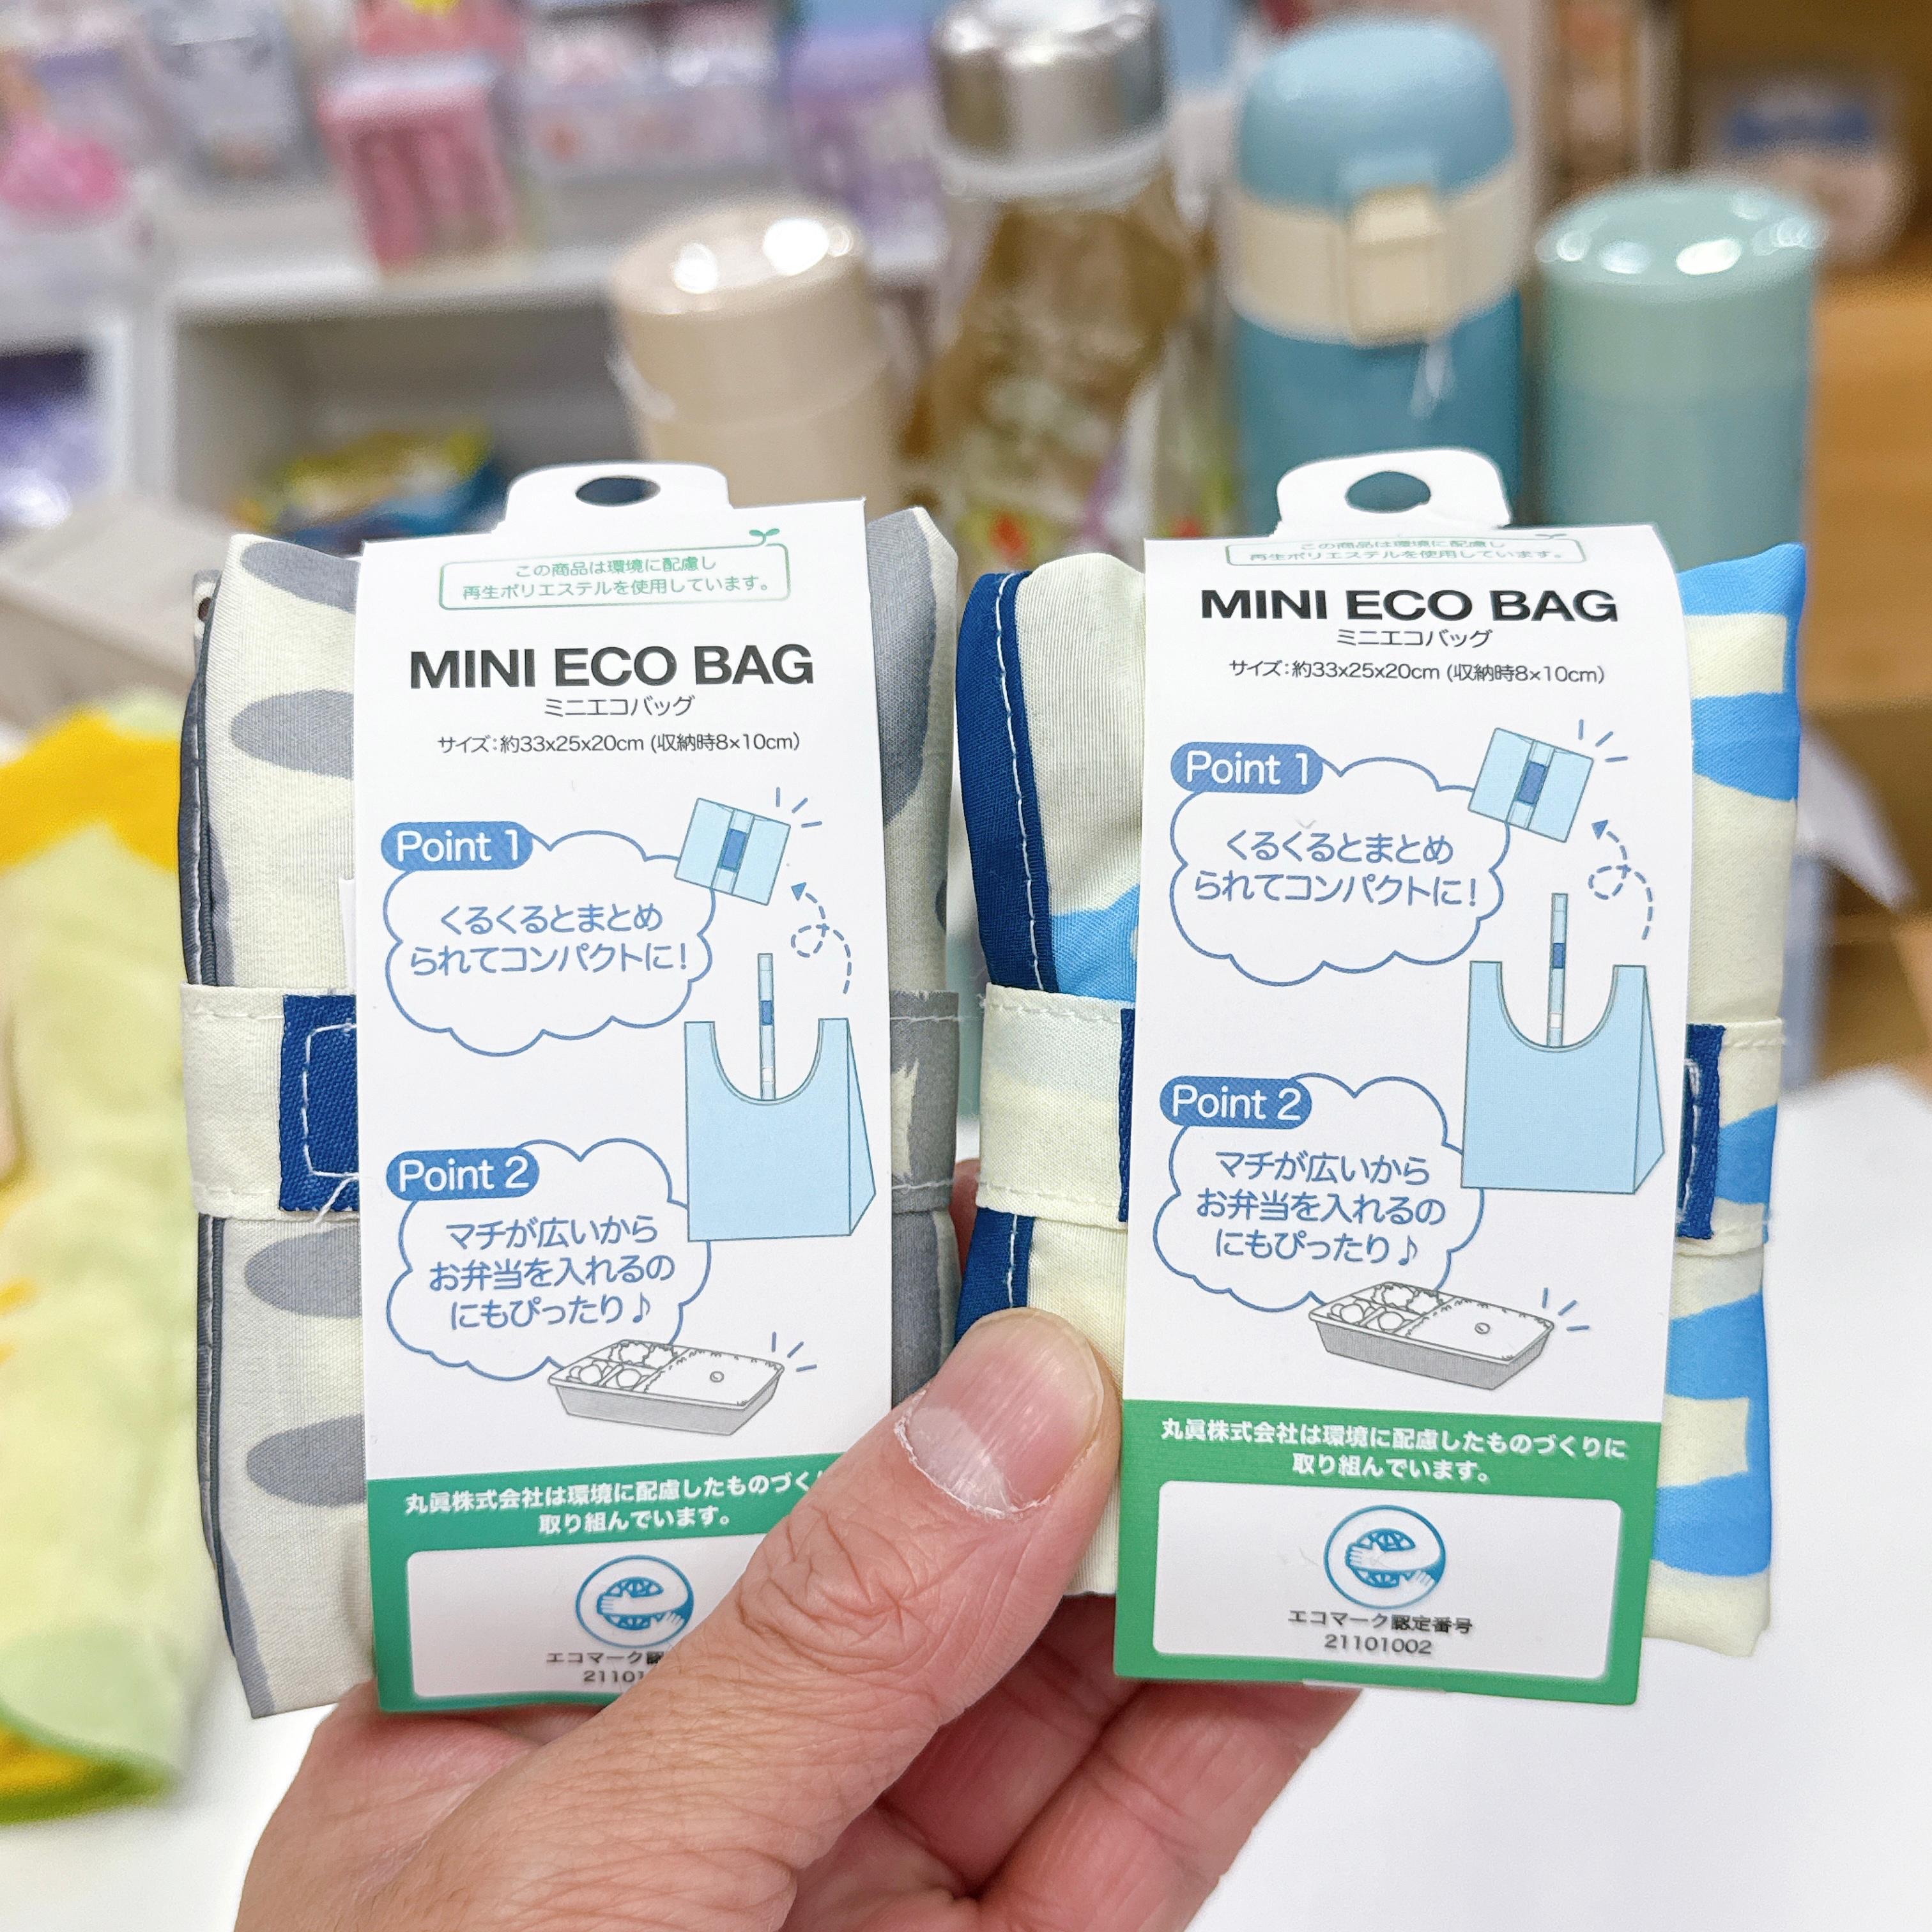 この商品は環境に配慮し
再生ポリエステルを使用しています。
MINI ECO BAG
ミニエコバッグ
サイズ:約33x25x20cm (収納時8×10cm)
Point 1
くるくるとまとめ
られてコンパクトに!
Point 2
マチが広いから
お弁当を入れるの
にもぴったり♪
丸眞株式会社は環境に配慮したものづく
取り組んでいます。
エコマーク認
21101
この商品は環境に配慮し
再生ポリエステルを使用しています。
MINI ECO BAG
ミニエコバッグ
サイズ:約33x25x20cm (収納時8×10cm)
Point 1
くるくるとまとめ
られてコンパクトに!
Point 2
マチが広いから
お弁当を入れるの
にもぴったり♪
丸眞株式会社は環境に配慮したものづくりに
取り組んでいます。
エコマーク認定番号
21101002